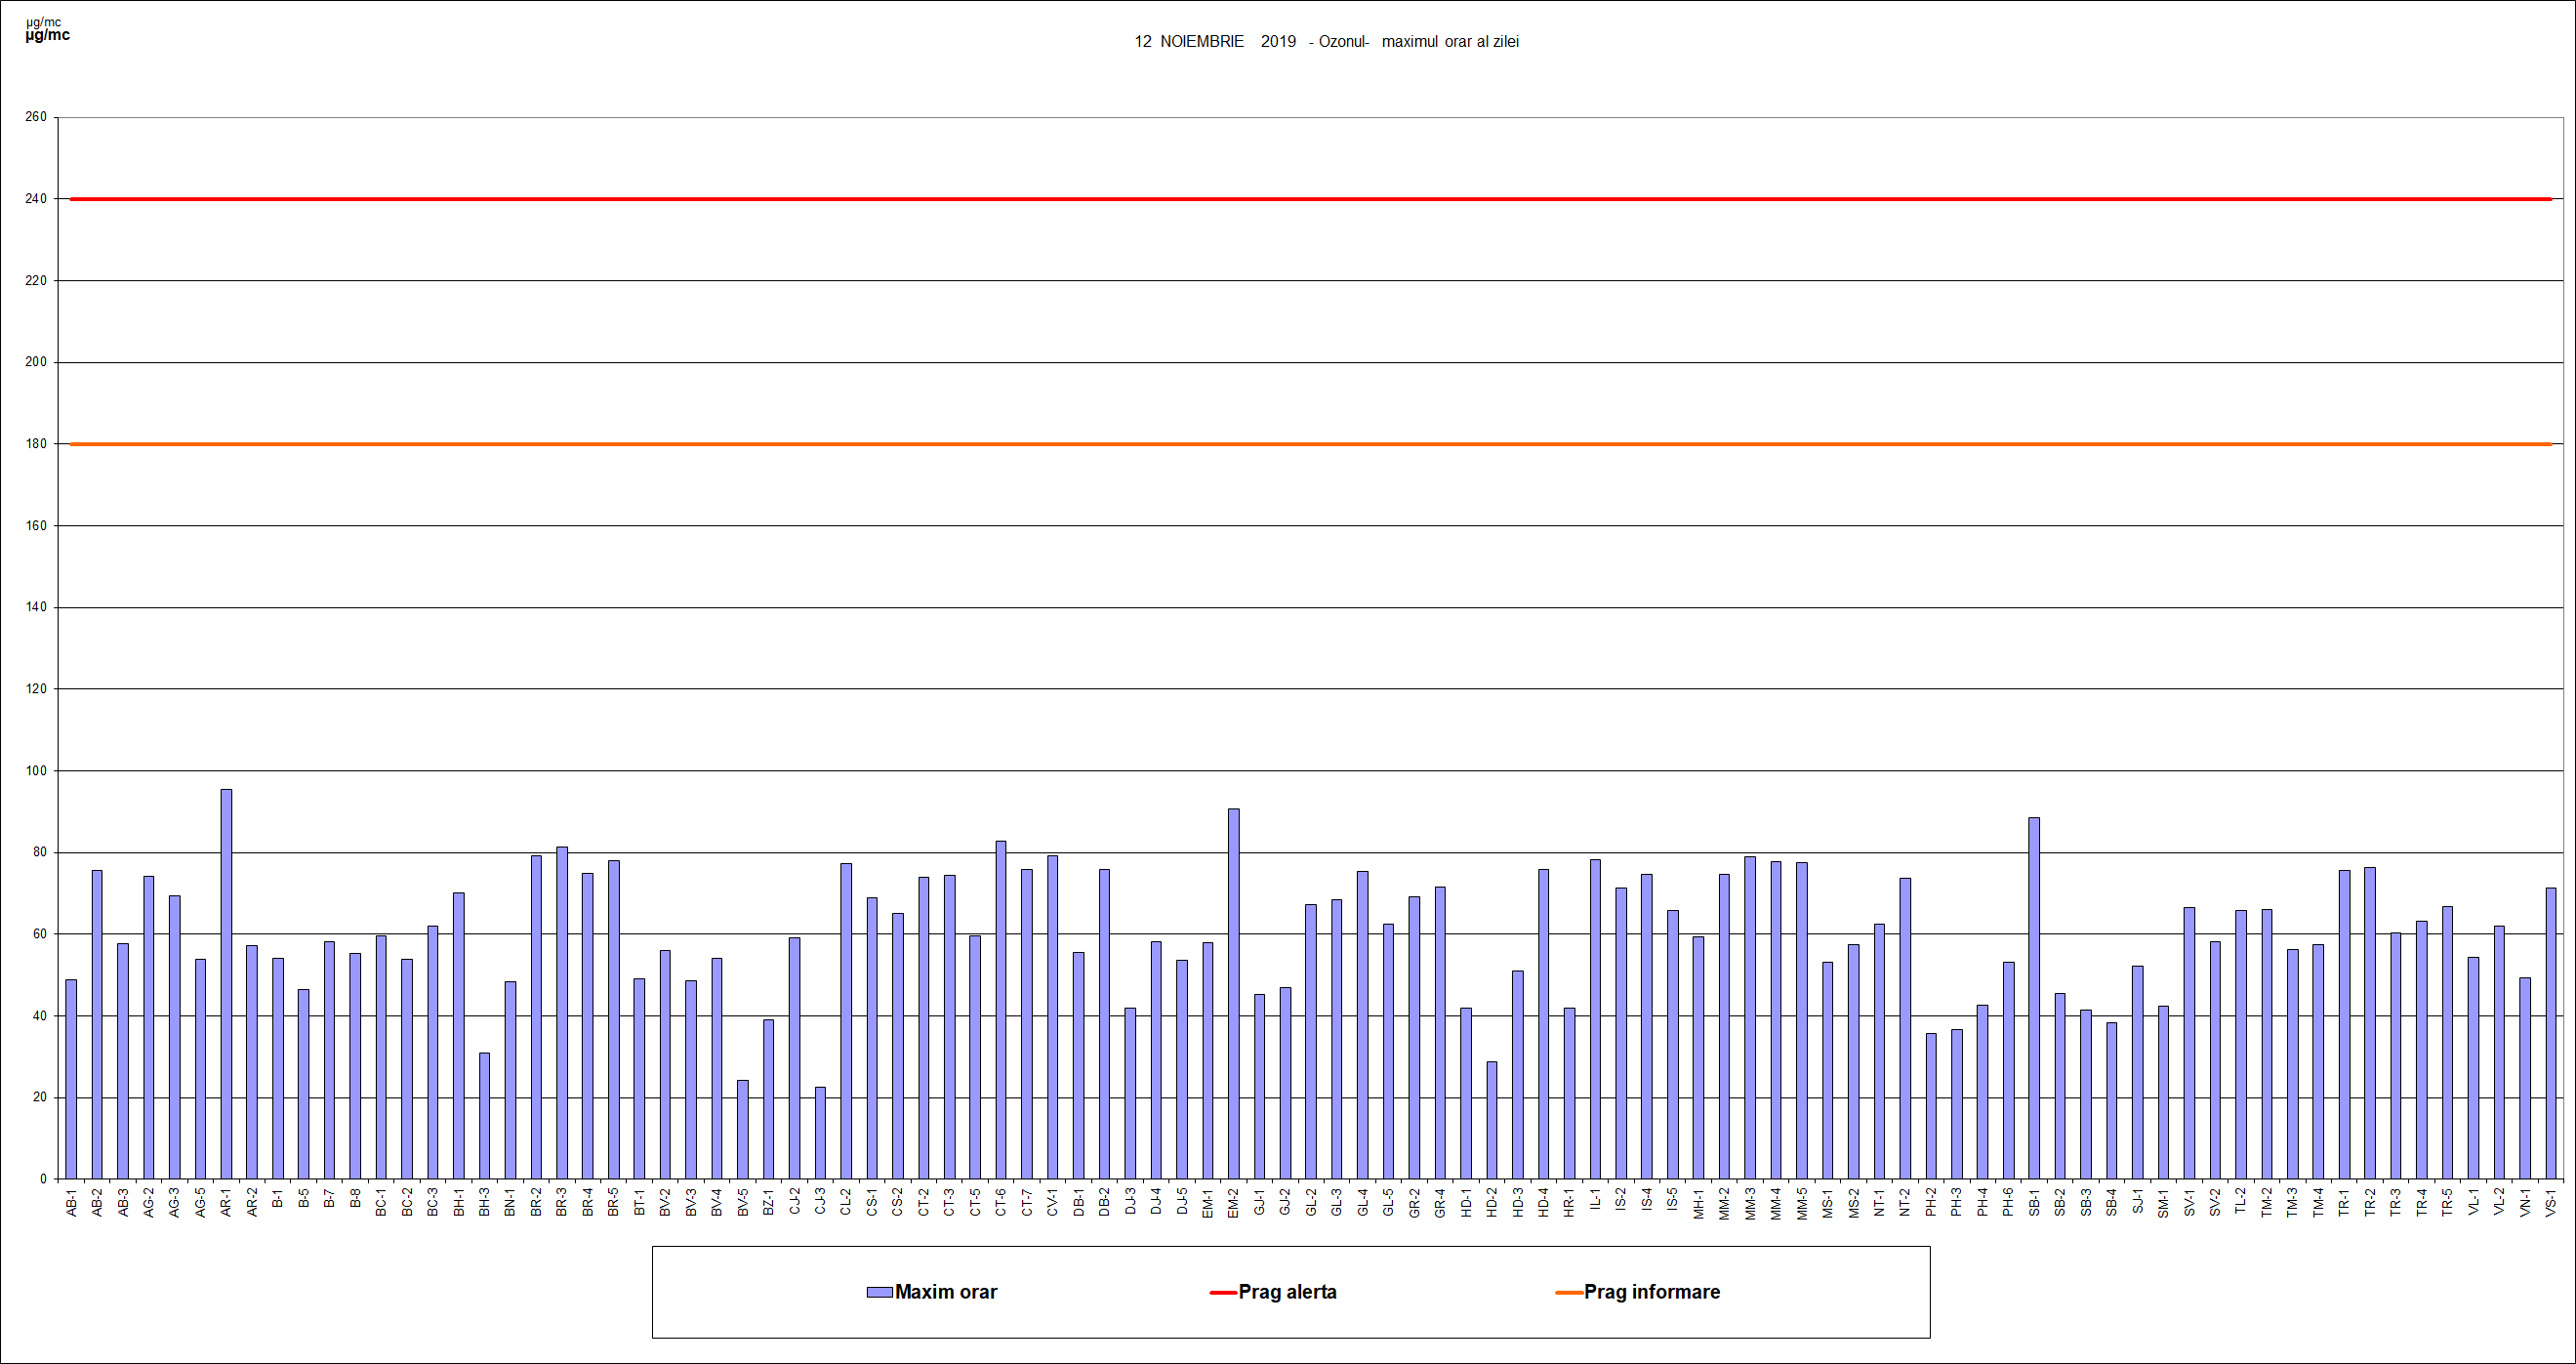 µg/mc
µg/mc
12 NOIEMBRIE 2019 - Ozonul- maximul orar al zilei
260
240
220
200
180
160
140
120
100
80
60
40
20
0
AB-1 AB-2 AB-3 AG-2 AG-3 AG-5 AR-1 AR-2 B-1 B-5 B-7 B-8 BC-1 BC-2 BC-3 BH-1 BH-3 BN-1 BR-2 BR-3 BR-4 BR-5 BT-1 BV-2 BV-3 BV-4 BV-5 BZ-1 CJ-2 CJ-3 CL-2 CS-1 CS-2 CT-2 CT-3 CT-5 CT-6 CT-7 CV-1 DB-1 DB-2 DJ-3 DJ-4 DJ-5 EM-1 EM-2 GJ-1 GJ-2 GL-2 GL-3 GL-4 GL-5 GR-2 GR-4 HD-1 HD-2 HD-3 HD-4 HR-1 IL-1 IS-2 IS-4 IS-5 MH-1 MM-2 MM-3 MM-4 MM-5 MS-1 MS-2 NT-1 NT-2 PH-2 PH-3 PH-4 PH-6 SB-1 SB-2 SB-3 SB-4 SJ-1 SM-1 SV-1 SV-2 TL-2 TM-2 TM-3 TM-4 TR-1 TR-2 TR-3 TR-4 TR-5 VL-1 VL-2 VN-1 VS-1
Maxim orar Prag alerta Prag informare